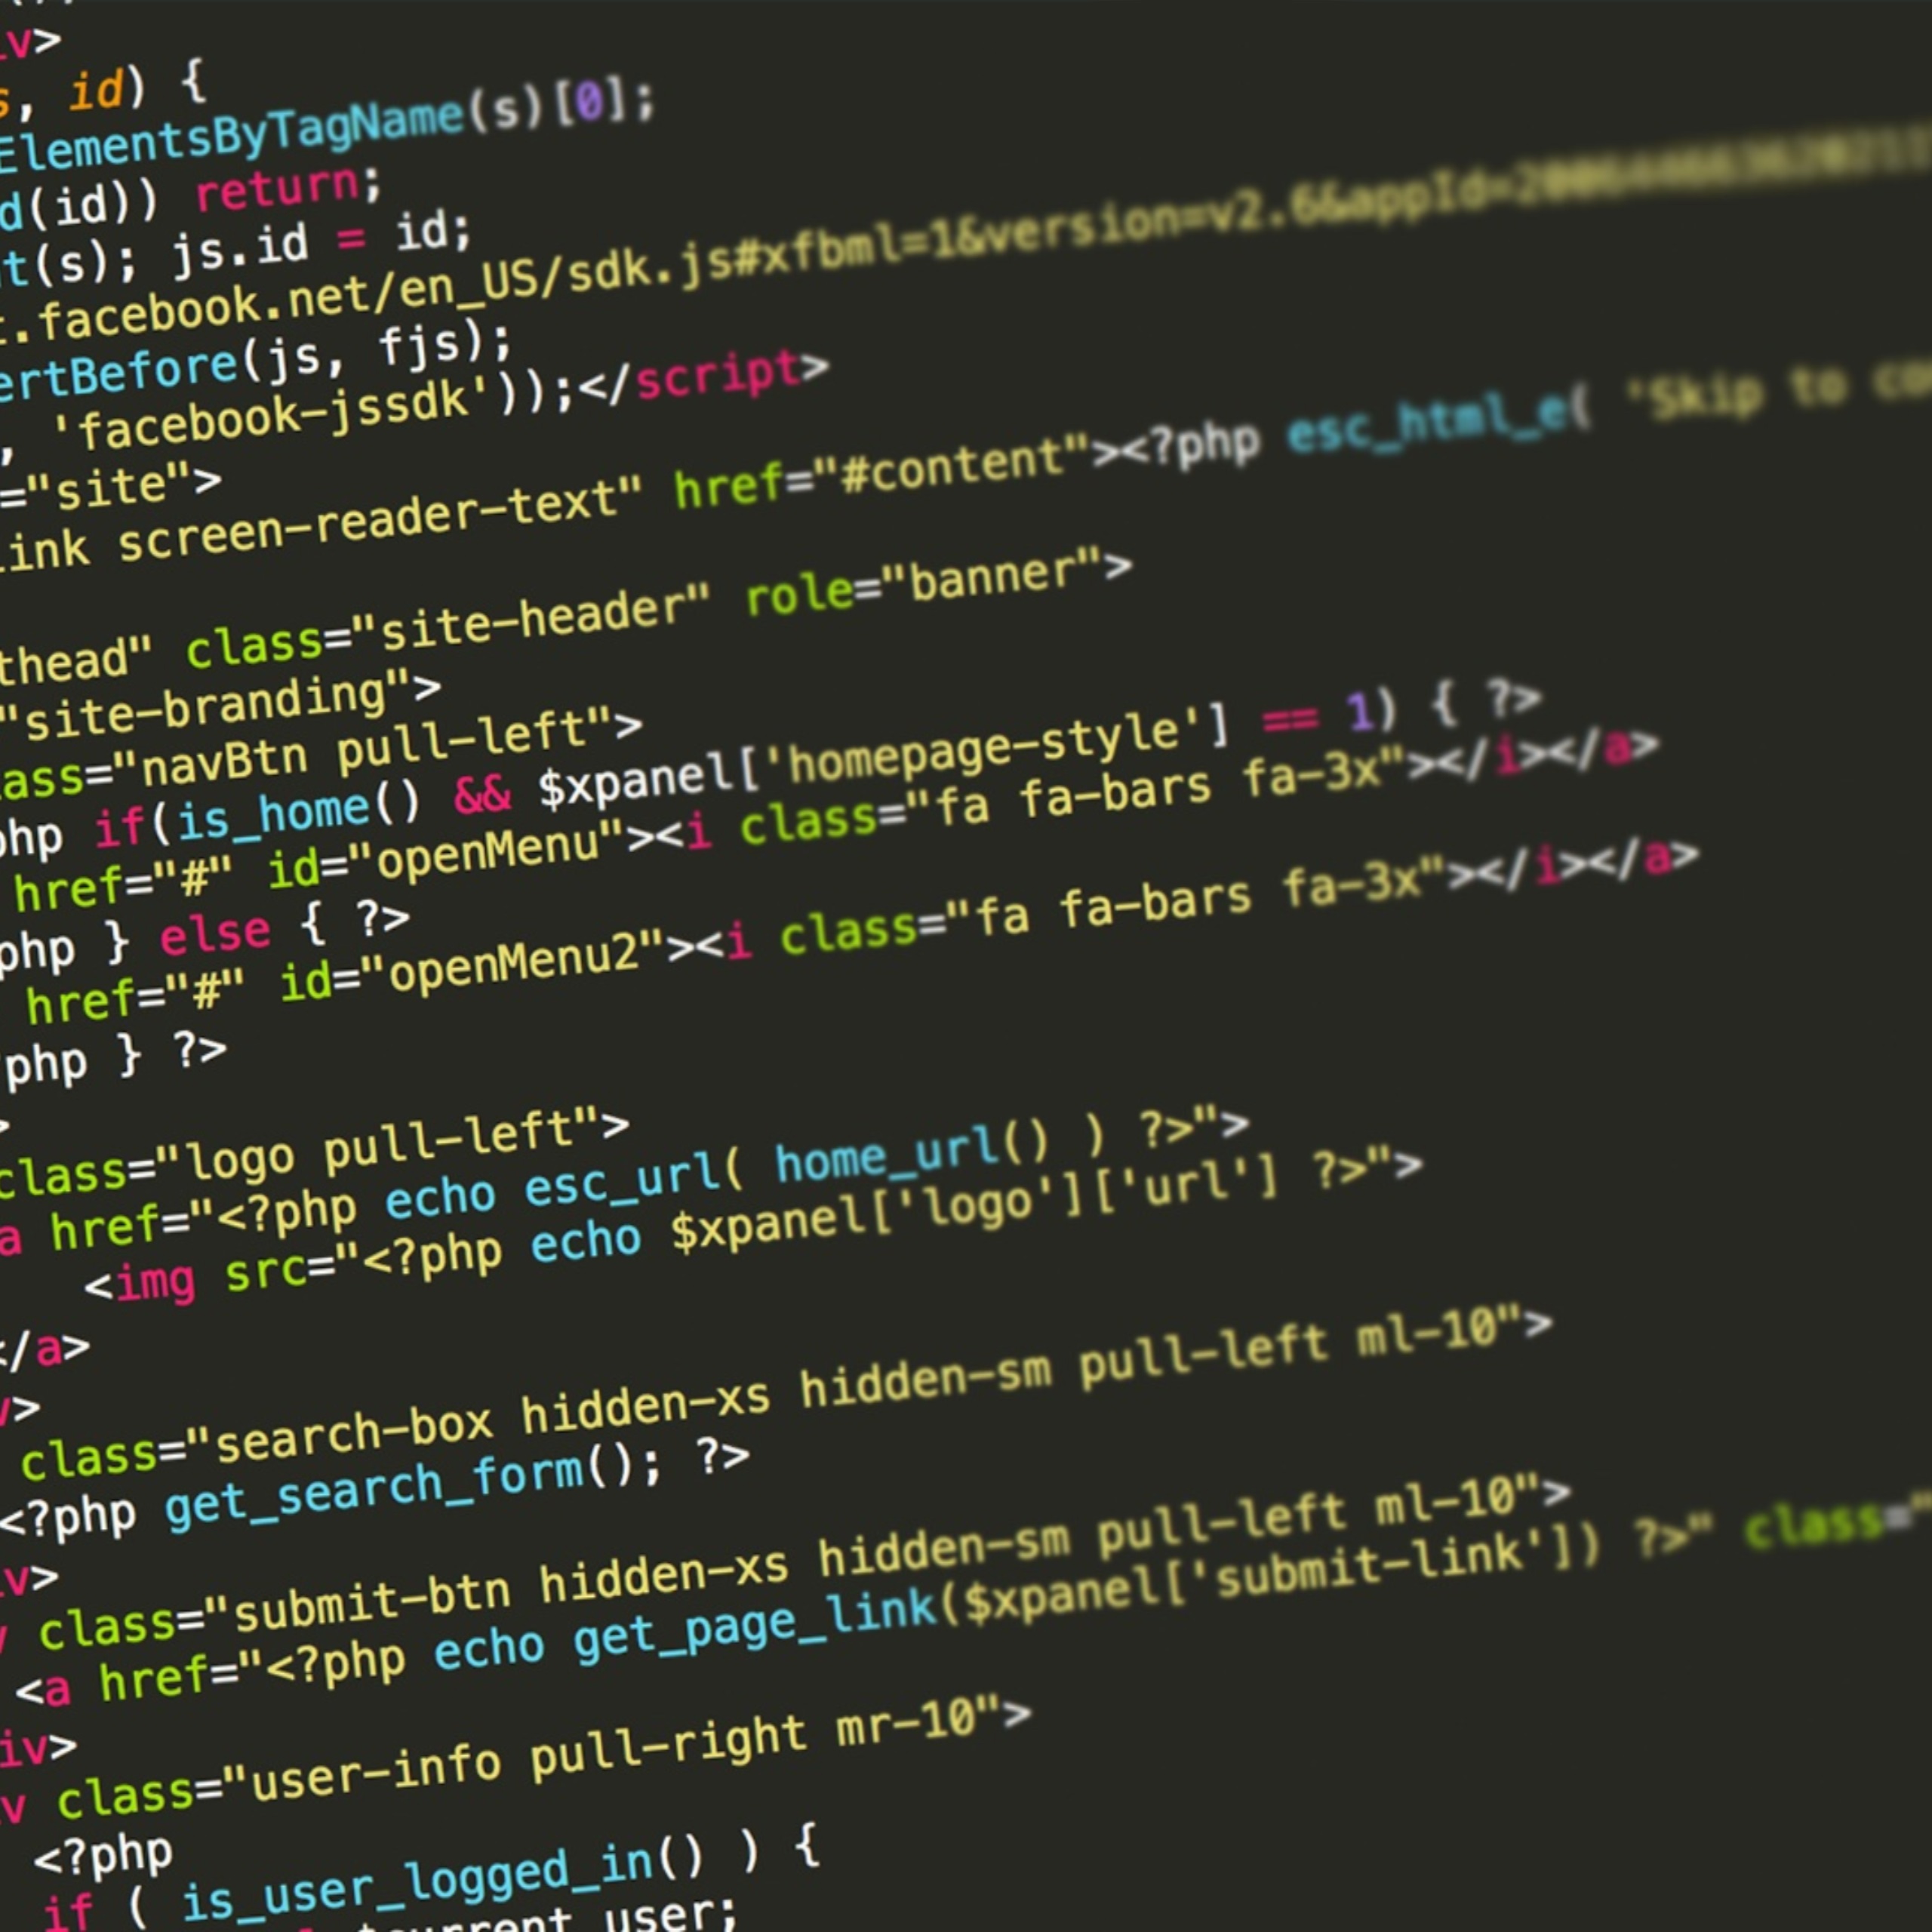 iv>
s, id) {
ElementsByTagName(s)[0];
d(id)) return;
t(s); js.id = id;
t.facebook.net/en_US/sdk.js#xfbml=1&version=v2.6&appId=
ertBefore(js, fjs);
, 'facebook-jssdk'));</script>
="site">
link screen-reader-text" href="#content"><?php esc_html_e( 'Skip to co
thead" class="site-header" role="banner">
"site-branding">
ass="navBtn pull-left">
php if(is_home() && $xpanel['homepage-style'] == 1) { ?>
href="#" id="openMenu"><i class="fa fa-bars fa-3x"></i></a>
php } else { ?>
href="#" id="openMenu2"><i class="fa fa-bars fa-3x"></i></a>
php } ?>
>
class="logo pull-left">
a href="<?php echo esc_url( home_url() ) ?>">
<img src="<?php echo $xpanel['logo']['url'] ?>">
</a>
v>
class="search-box hidden-xs hidden-sm pull-left ml-10">
<?php get_search_form(); ?>
iv>
v class="submit-btn hidden-xs hidden-sm pull-left ml-10">
<a href="<?php echo get_page_link($xpanel['submit-link']) ?>" class="
iv>
v class="user-info pull-right mr-10">
<?php
if ( is_user_logged_in() ) {
current_user;